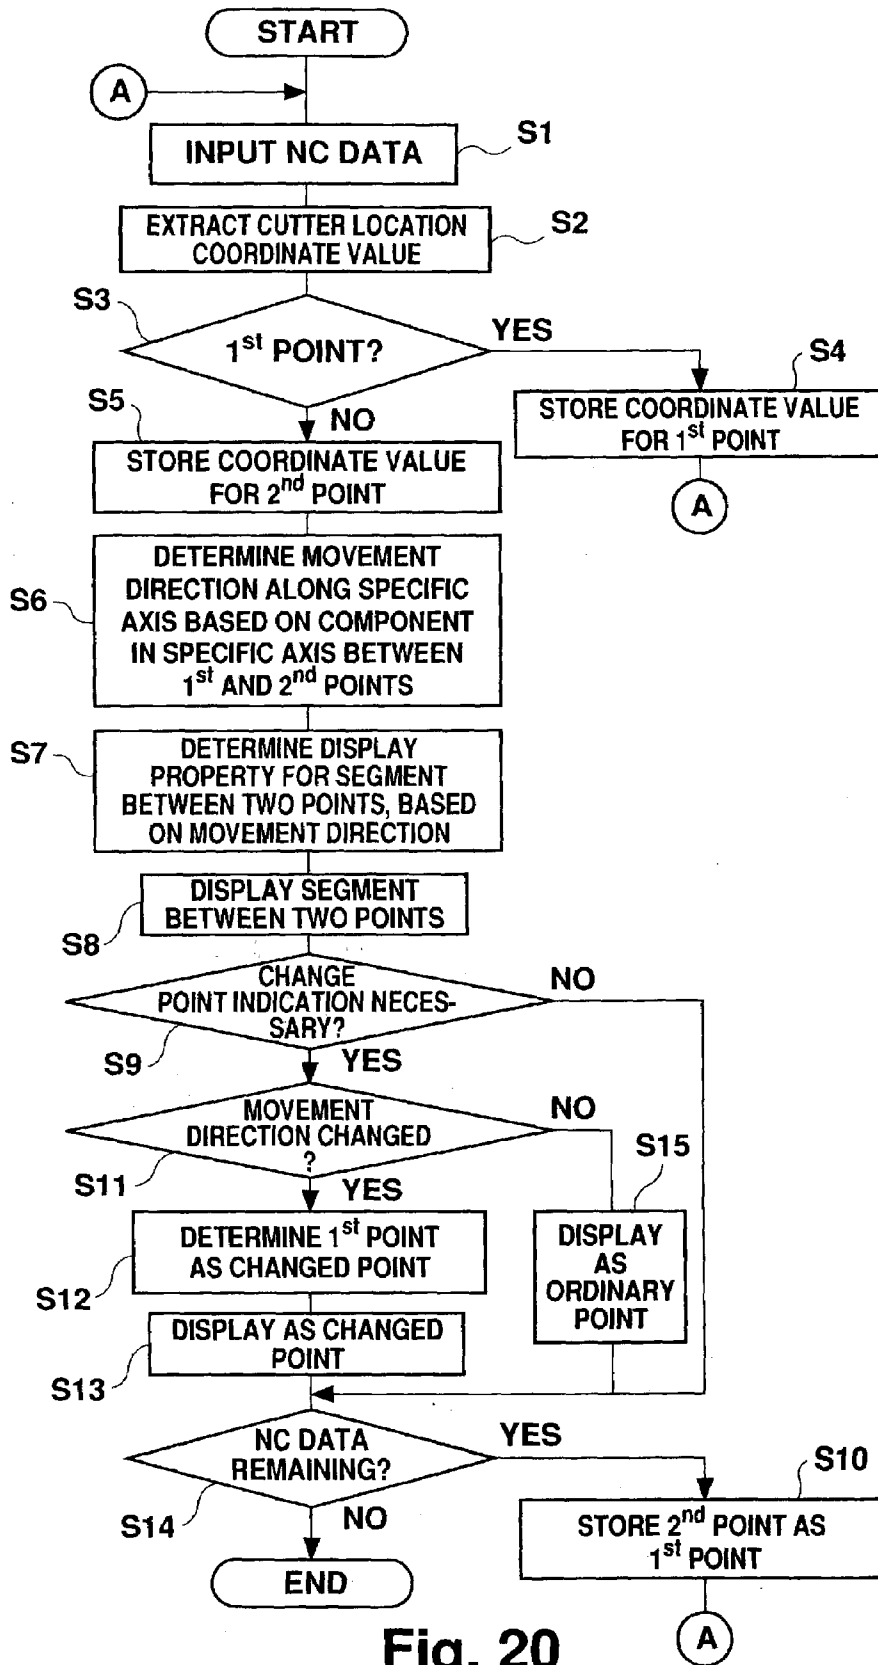 START
A
INPUT NC DATA
S1
EXTRACT CUTTER LOCATION
COORDINATE VALUE
S2
S3
1st POINT?
YES
S4
STORE COORDINATE VALUE
FOR 1st POINT
A
S5
NO
STORE COORDINATE VALUE
FOR 2nd POINT
S6
DETERMINE MOVEMENT
DIRECTION ALONG SPECIFIC
AXIS BASED ON COMPONENT
IN SPECIFIC AXIS BETWEEN
1st AND 2nd POINTS
S7
DETERMINE DISPLAY
PROPERTY FOR SEGMENT
BETWEEN TWO POINTS, BASED
ON MOVEMENT DIRECTION
DISPLAY SEGMENT
BETWEEN TWO POINTS
S8
CHANGE
POINT INDICATION NECES-
SARY?
NO
S9
YES
MOVEMENT
DIRECTION CHANGED
?
NO
S11
YES
S15
DISPLAY
AS
ORDINARY
POINT
DETERMINE 1st POINT
AS CHANGED POINT
S12
DISPLAY AS CHANGED
POINT
S13
NC DATA
REMAINING?
YES
S14
NO
S10
STORE 2nd POINT AS
1st POINT
END
A
Fig. 20